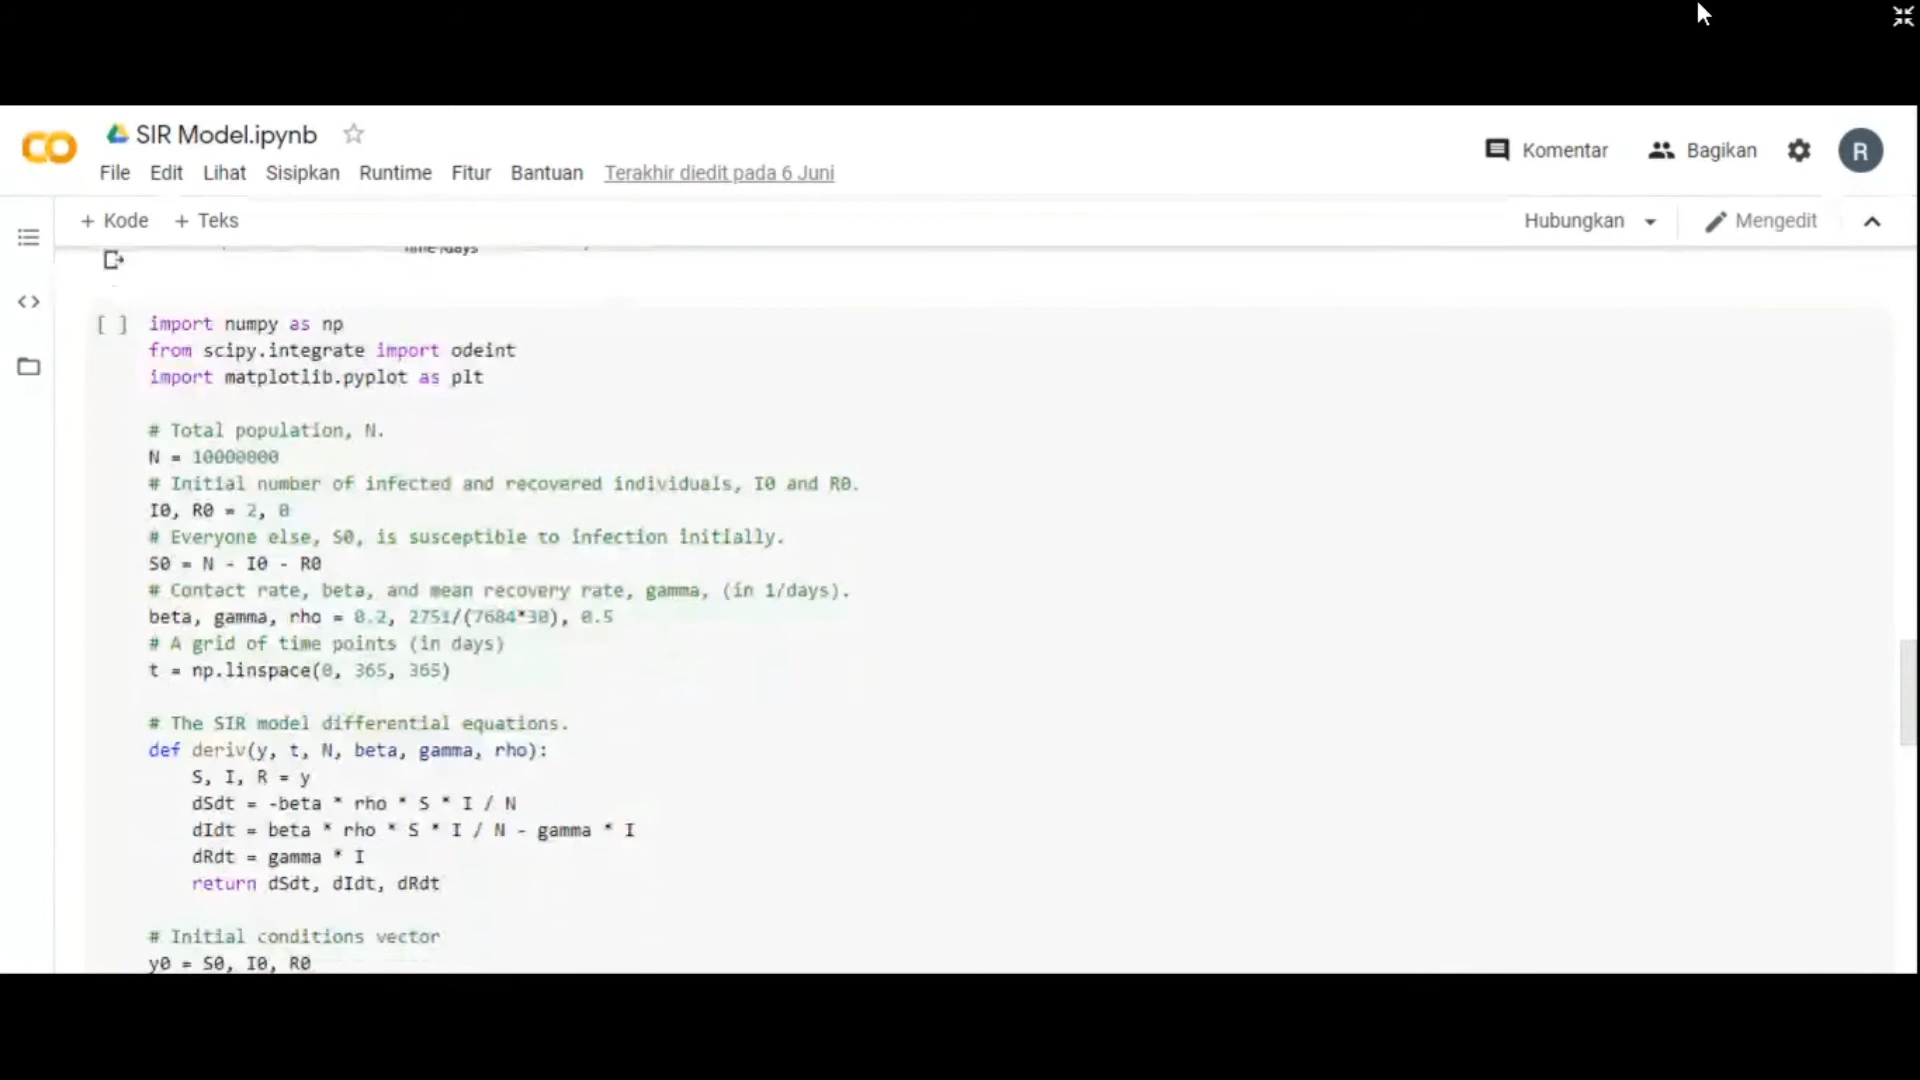 SIR Model.ipynb
File Edit Lihat Sisipkan Runtime Fitur Bantuan Terakhir diedit pada 6 Juni
Komentar Bagikan R
+ Kode + Teks
Hubungkan Mengedit
Time /days
[ ] import numpy as np
from scipy.integrate import odeint
import matplotlib.pyplot as plt
# Total population, N.
N = 10000000
# Initial number of infected and recovered individuals, I0 and R0.
I0, R0 = 2, 0
# Everyone else, S0, is susceptible to infection initially.
S0 = N - I0 - R0
# Contact rate, beta, and mean recovery rate, gamma, (in 1/days).
beta, gamma, rho = 0.2, 2751/(7684*30), 0.5
# A grid of time points (in days)
t = np.linspace(0, 365, 365)
# The SIR model differential equations.
def deriv(y, t, N, beta, gamma, rho):
    S, I, R = y
    dSdt = -beta * rho * S * I / N
    dIdt = beta * rho * S * I / N - gamma * I
    dRdt = gamma * I
    return dSdt, dIdt, dRdt
# Initial conditions vector
y0 = S0, I0, R0